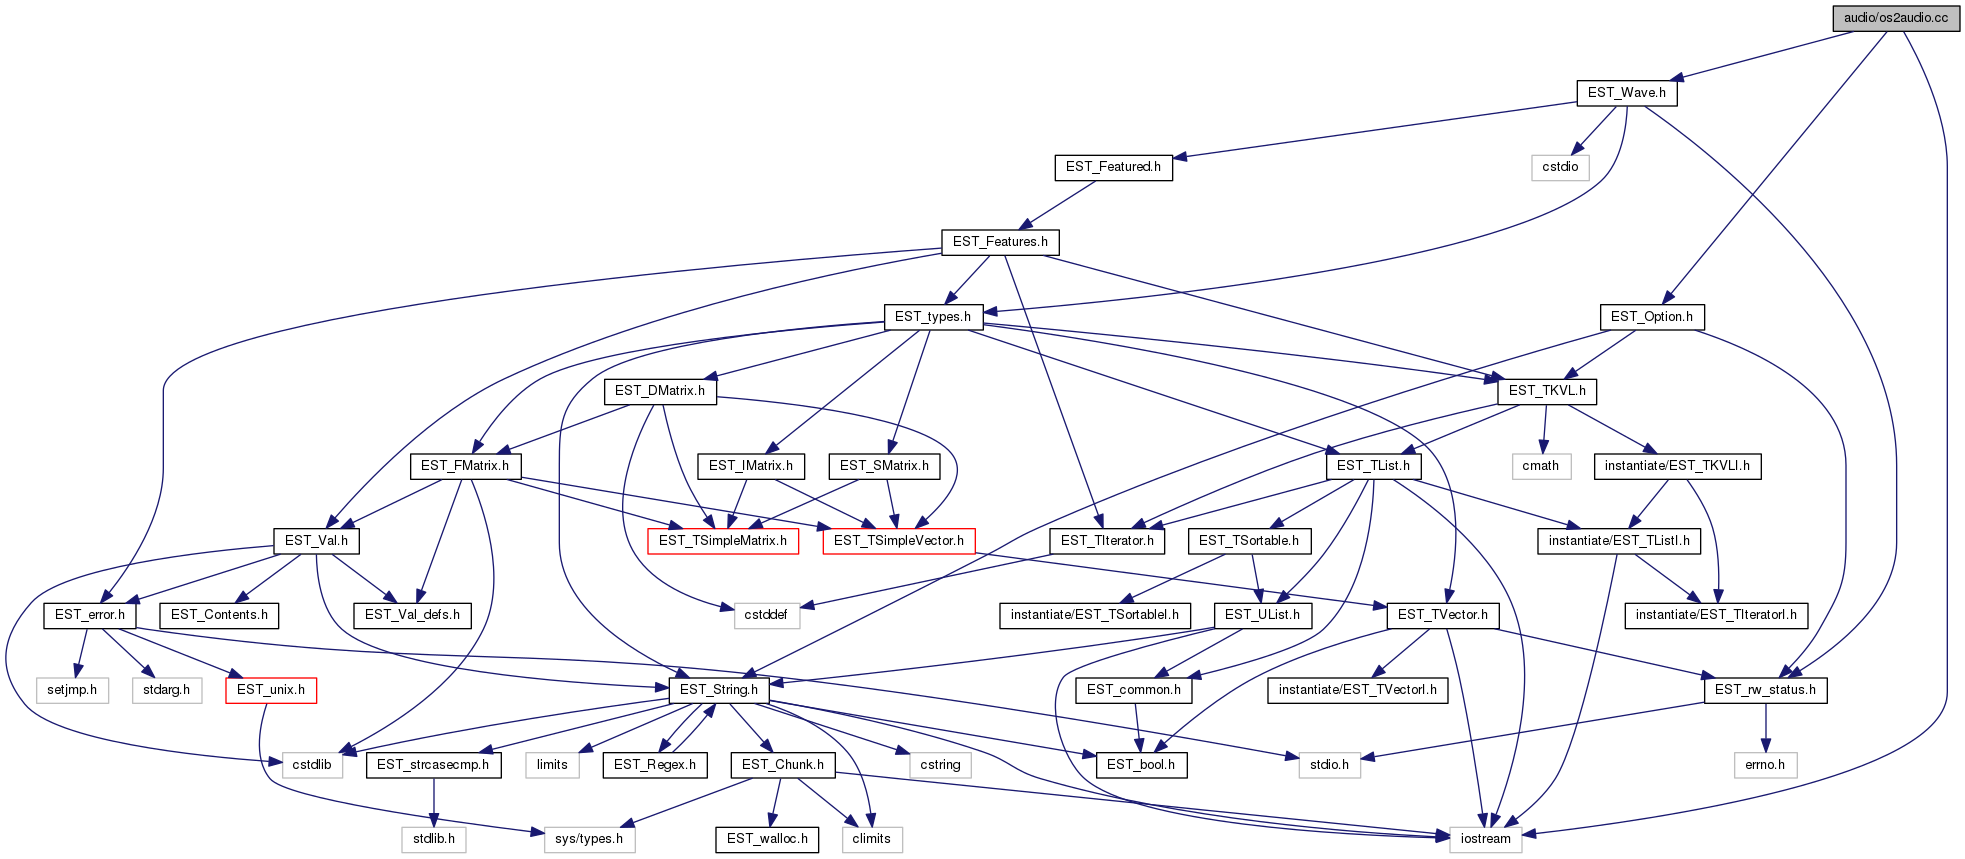 audio/os2audio.cc
EST_Wave.h
EST_Featured.h
cstdio
EST_Features.h
EST_types.h
EST_Option.h
EST_DMatrix.h
EST_TKVL.h
EST_FMatrix.h
EST_IMatrix.h
EST_SMatrix.h
EST_TList.h
cmath
instantiate/EST_TKVLI.h
EST_Val.h
EST_TSimpleMatrix.h
EST_TSimpleVector.h
EST_TIterator.h
EST_TSortable.h
instantiate/EST_TListI.h
EST_error.h
EST_Contents.h
EST_Val_defs.h
cstddef
instantiate/EST_TSortableI.h
EST_UList.h
EST_TVector.h
instantiate/EST_TIteratorI.h
setjmp.h
stdarg.h
EST_unix.h
EST_String.h
EST_common.h
instantiate/EST_TVectorI.h
EST_rw_status.h
cstdlib
EST_strcasecmp.h
limits
EST_Regex.h
EST_Chunk.h
cstring
EST_bool.h
stdio.h
errno.h
stdlib.h
sys/types.h
EST_walloc.h
climits
iostream